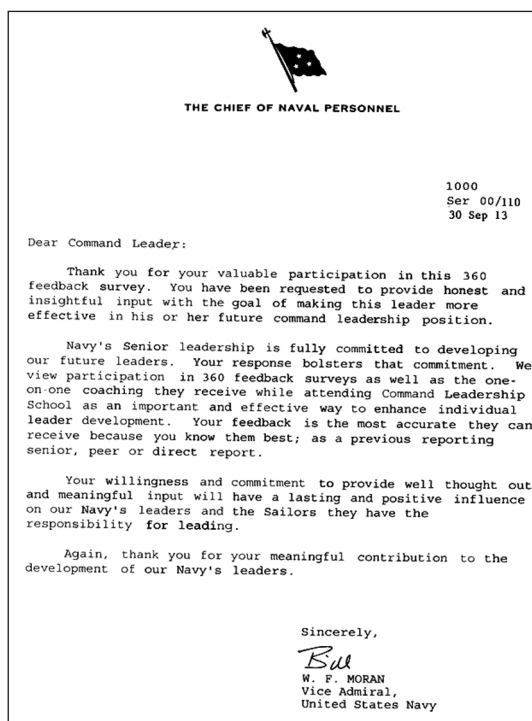 THE CHIEF OF NAVAL PERSONNEL
1000
Ser 00/110
30 Sep 13
Dear Command Leader:
Thank you for your valuable participation in this 360
feedback survey. You have been requested to provide honest and
insightful input with the goal of making this leader more
effective in his or her future command leadership position.
Navy's Senior leadership is fully committed to developing
our future leaders. Your response bolsters that commitment. We
view participation in 360 feedback surveys as well as the one-
on-one coaching they receive while attending Command Leadership
School as an important and effective way to enhance individual
leader development. Your feedback is the most accurate they can
receive because you know them best; as a previous reporting
senior, peer or direct report.
Your willingness and commitment to provide well thought out
and meaningful input will have a lasting and positive influence
on our Navy's leaders and the Sailors they have the
responsibility for leading.
Again, thank you for your meaningful contribution to the
development of our Navy's leaders.
Sincerely,
Bill
W. F. MORAN
Vice Admiral,
United States Navy